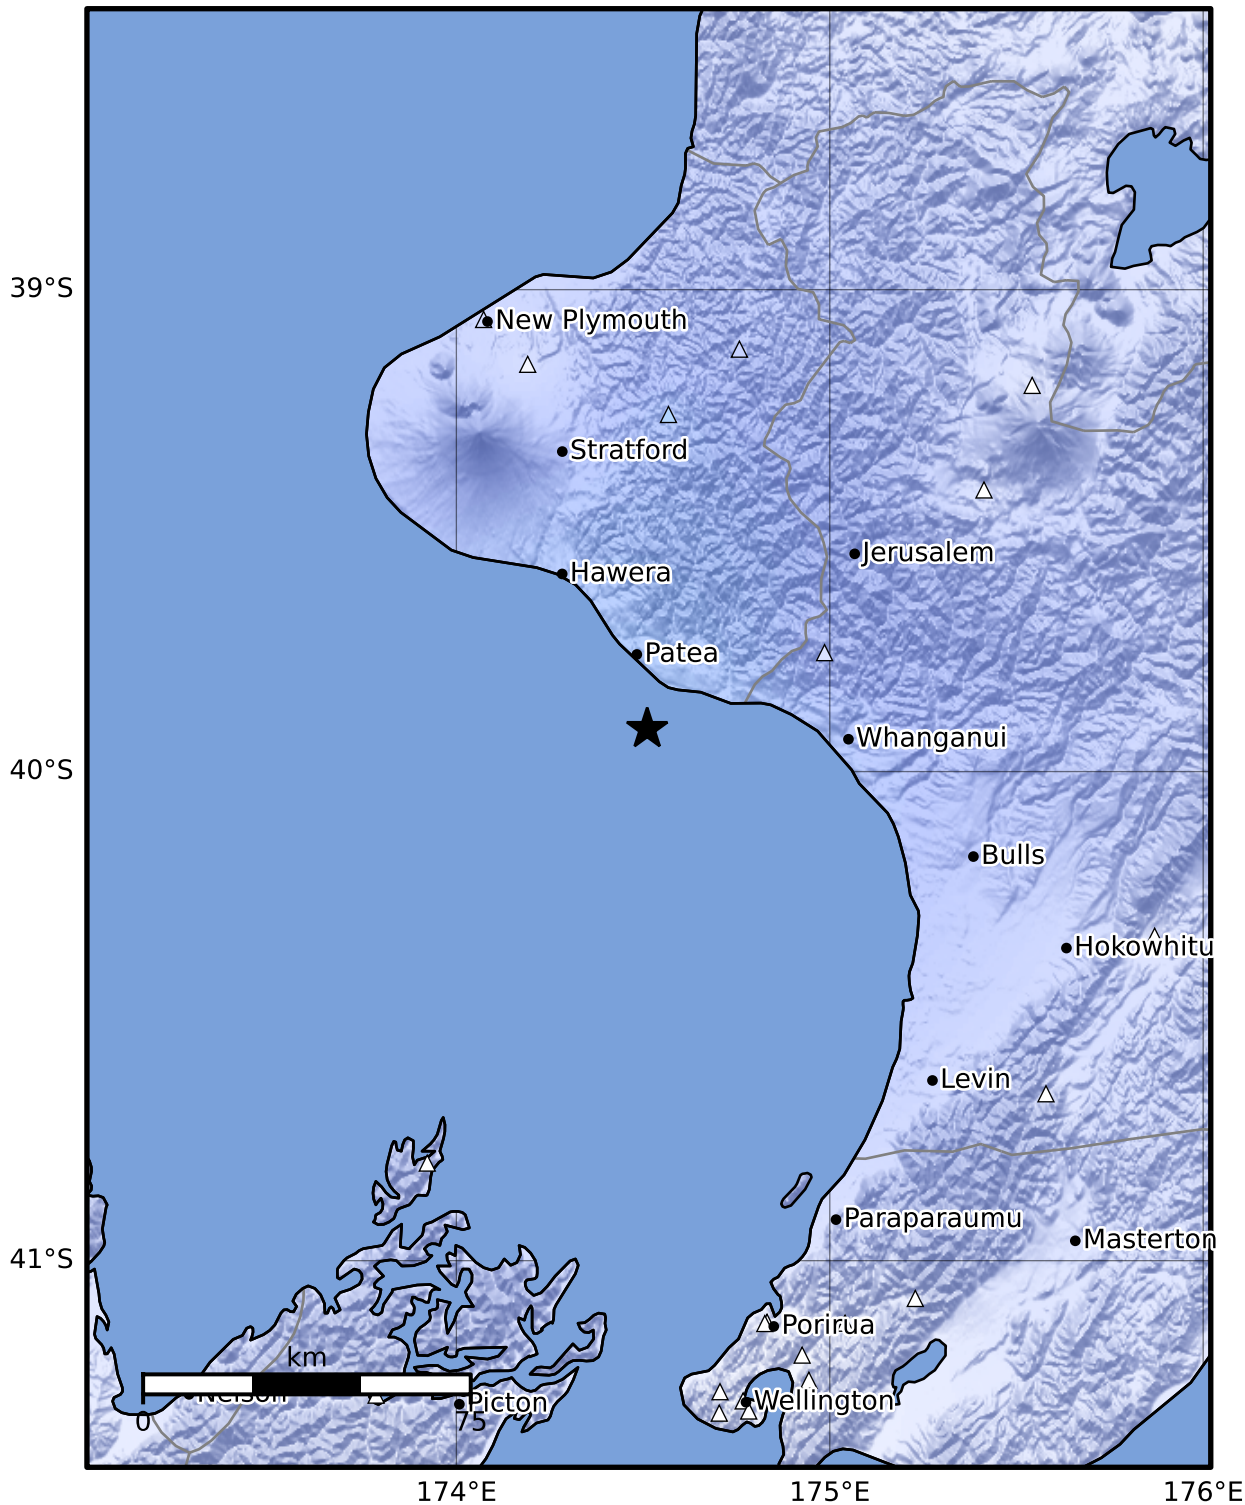 39°S
New Plymouth
Stratford
Jerusalem
Hawera
Patea
Whanganui
40°S
Bulls
Hokowhitu
Levin
Paraparaumu
Masterton
41°S
Porirua
km
Nelson
Picton
Wellington
0
75
174°E
175°E
176°E